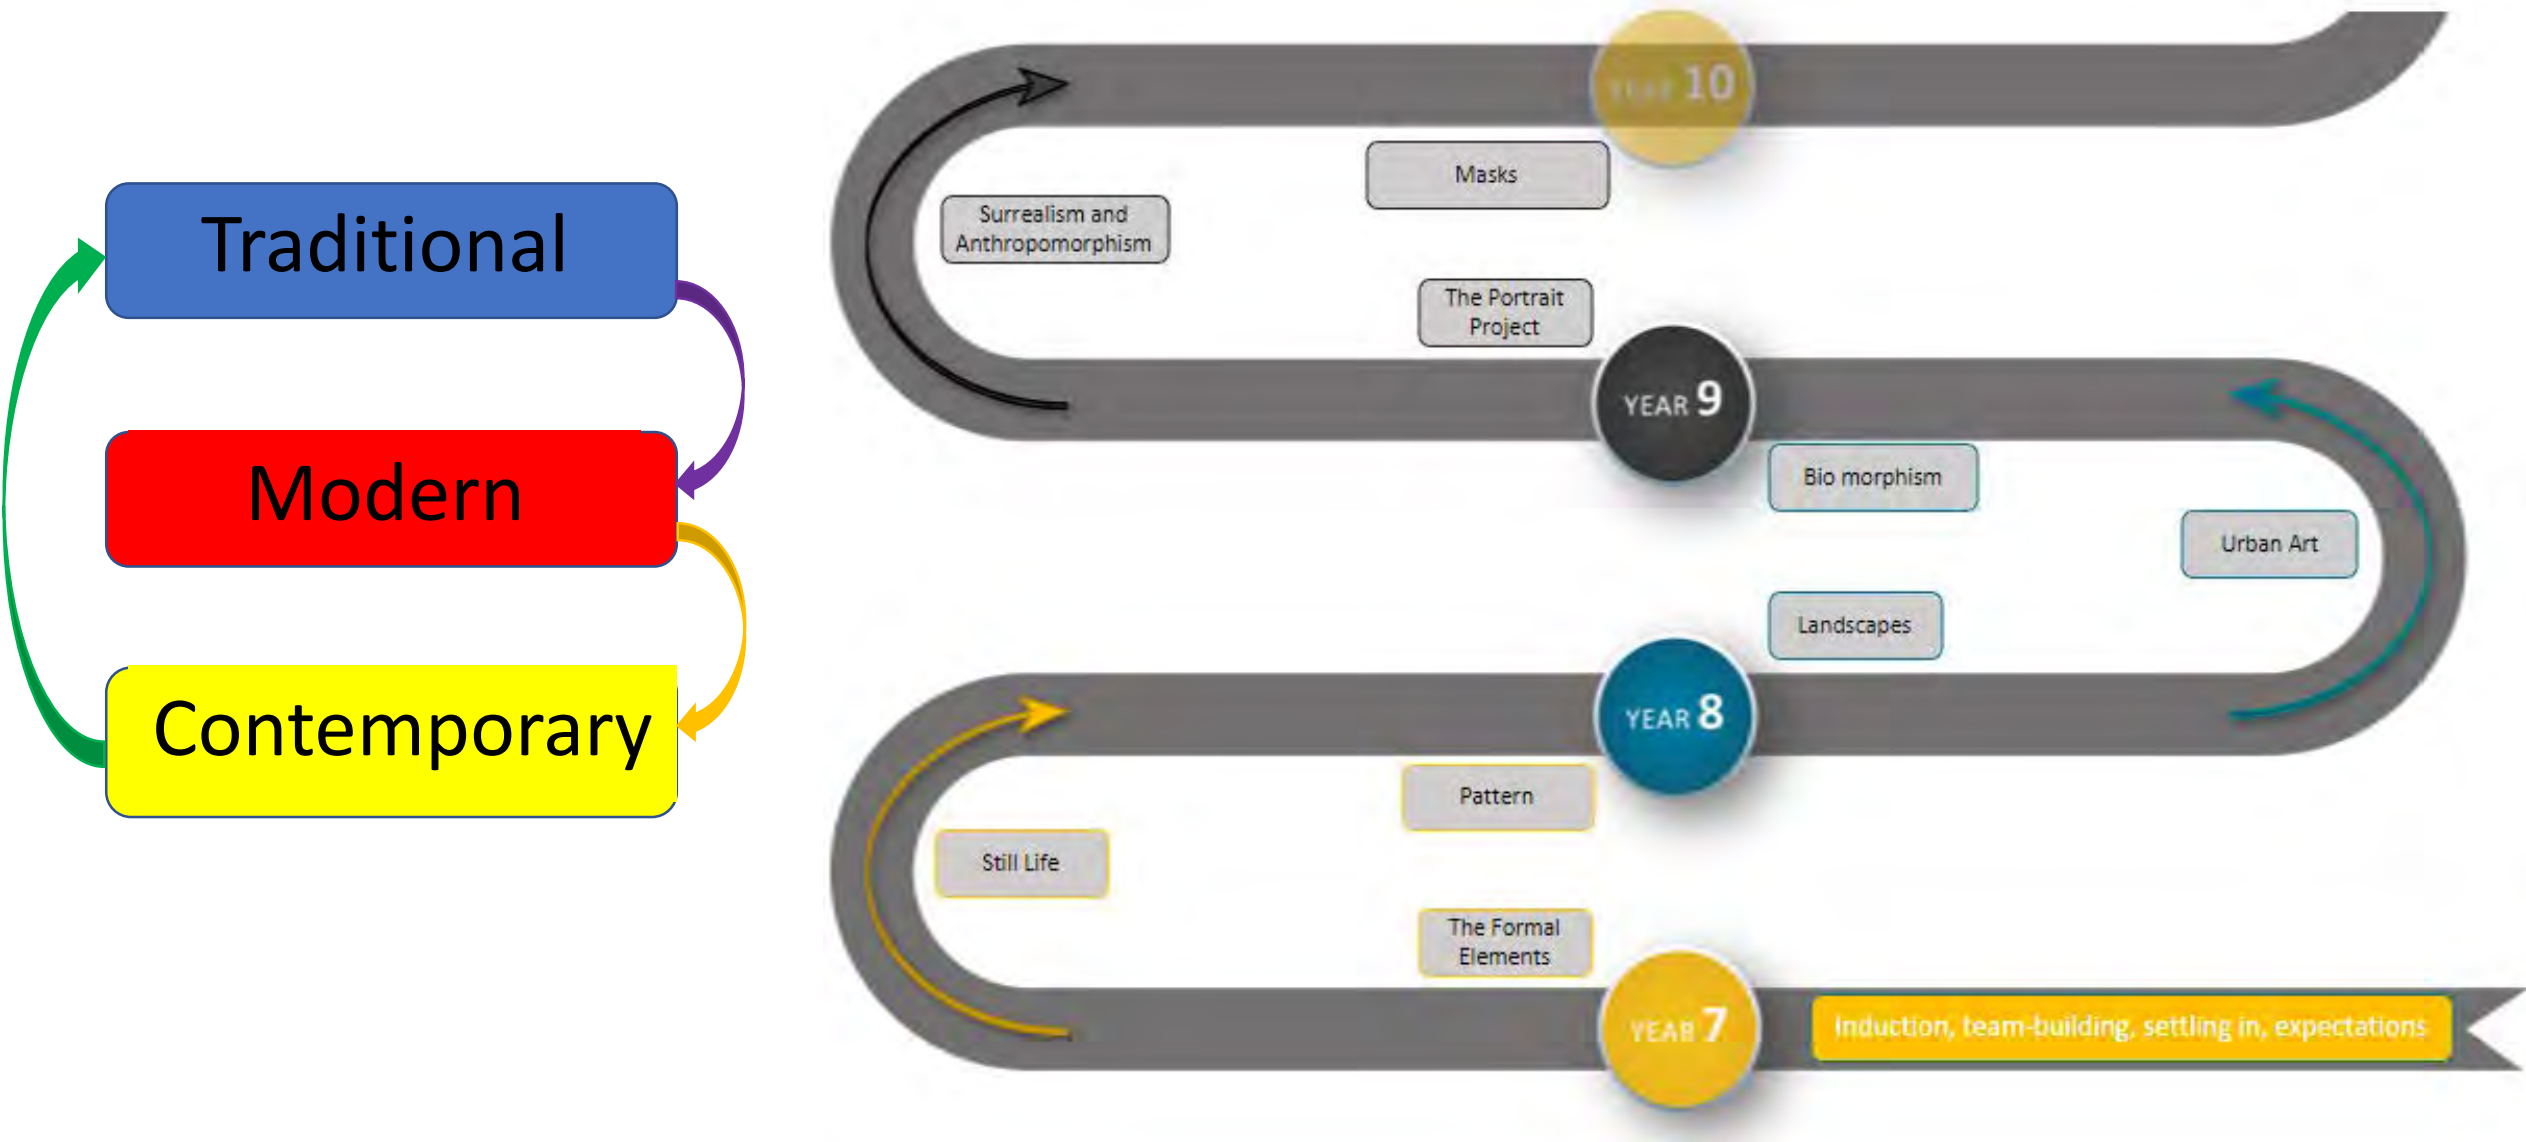 Traditional
Modern
Contemporary
YEAR 10
Masks
Surrealism and
Anthropomorphism
The Portrait
Project
YEAR 9
Bio morphism
Urban Art
Landscapes
YEAR 8
Pattern
Still Life
The Formal
Elements
YEAR 7
Induction, team-building, settling in, expectations